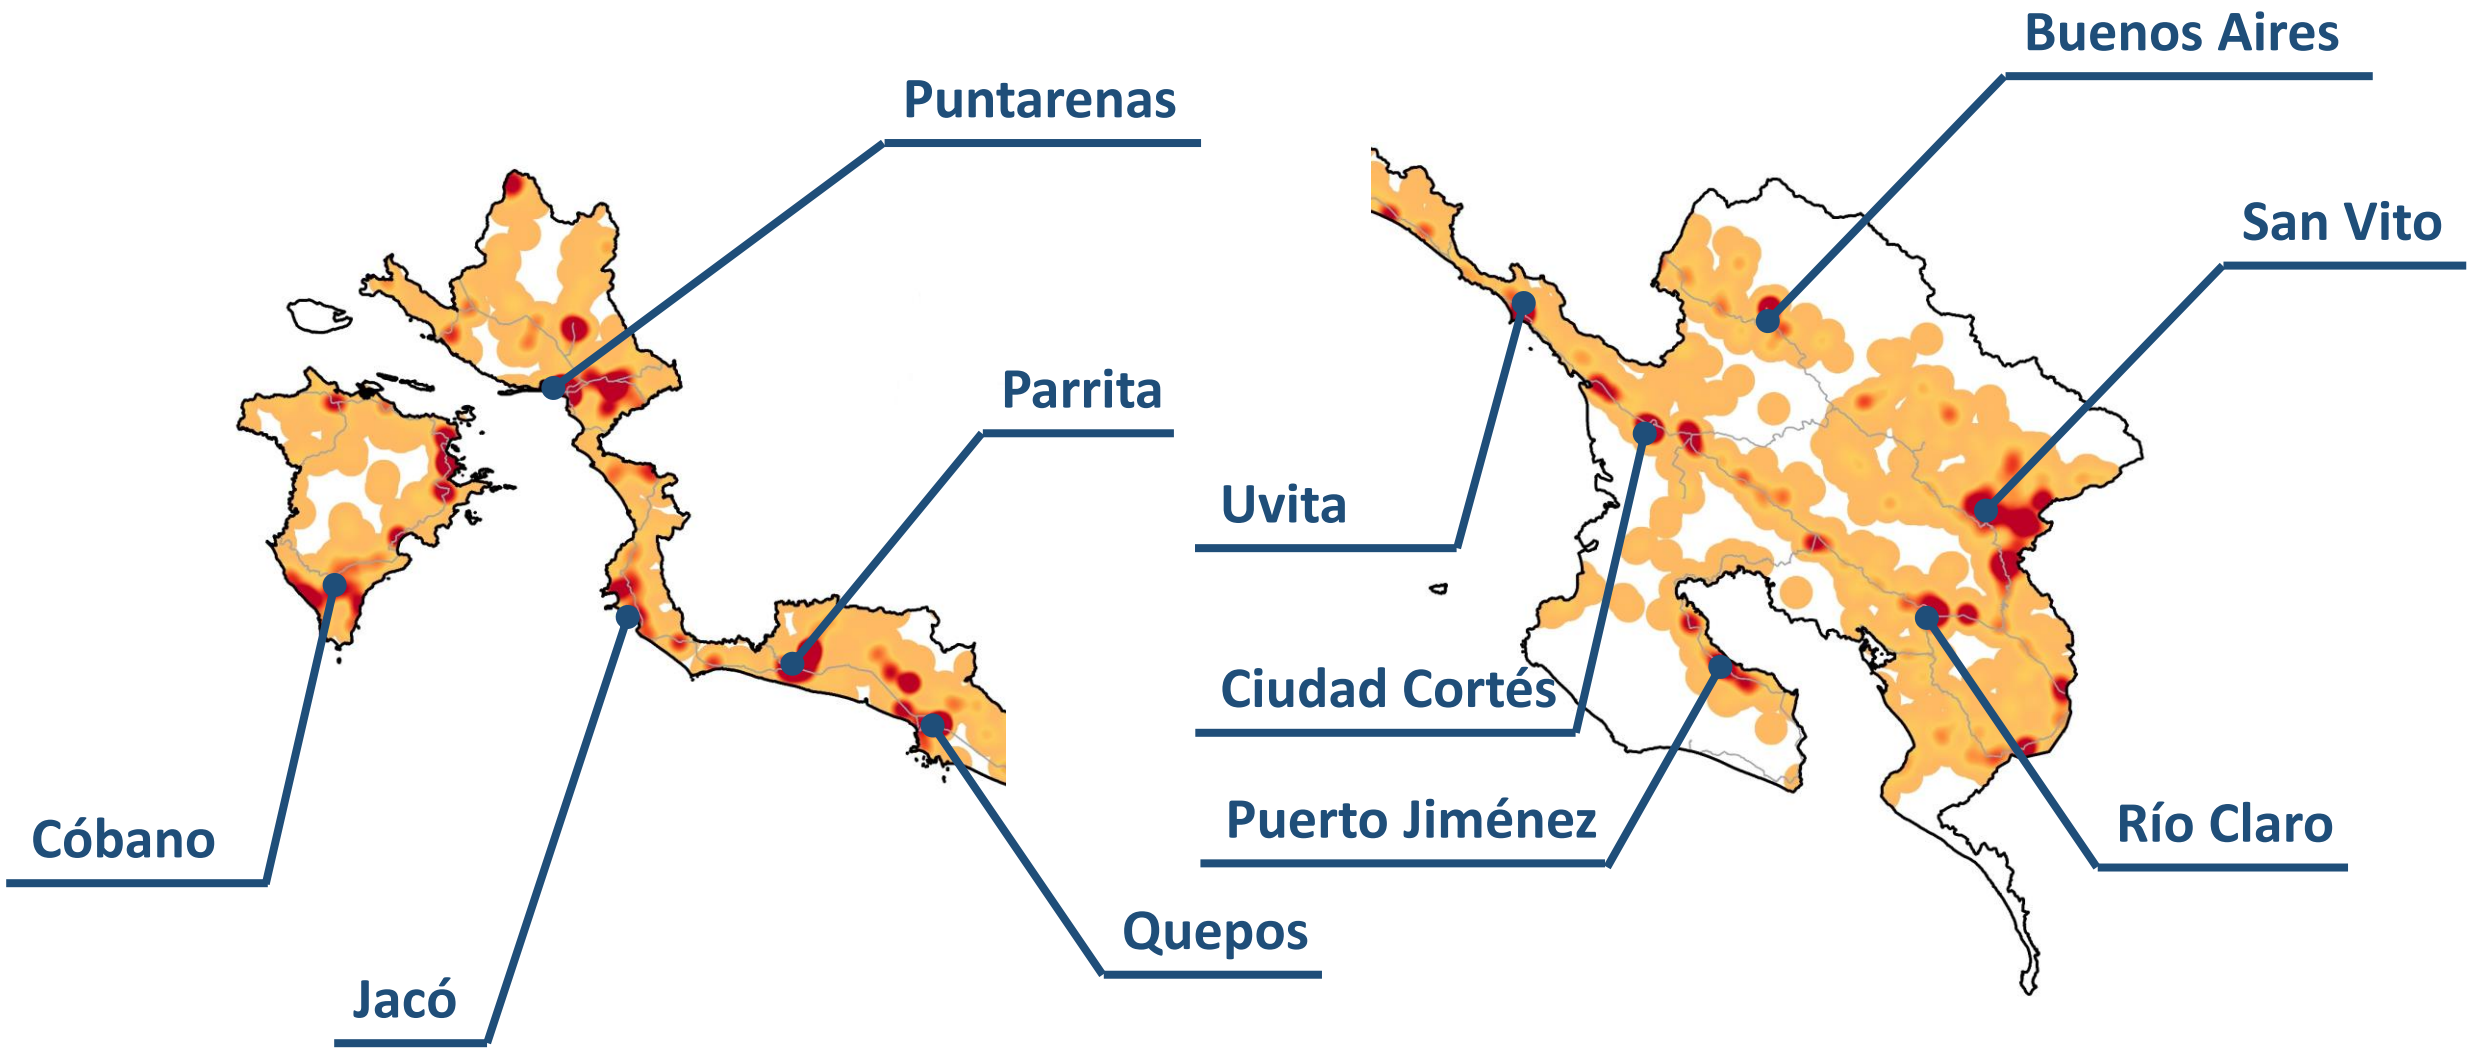 Buenos Aires
Puntarenas
San Vito
Parrita
Uvita
Ciudad Cortés
Puerto Jiménez
Río Claro
Cóbano
Quepos
Jacó